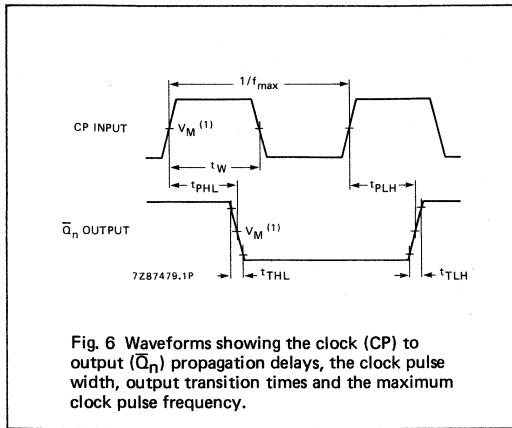 1/fmax
CP INPUT
VM (1)
tW
tPHL
tPLH
Q̅n OUTPUT
VM (1)
7Z87479.1P
tTHL
tTLH
Fig. 6 Waveforms showing the clock (CP) to
output (Q̅n) propagation delays, the clock pulse
width, output transition times and the maximum
clock pulse frequency.